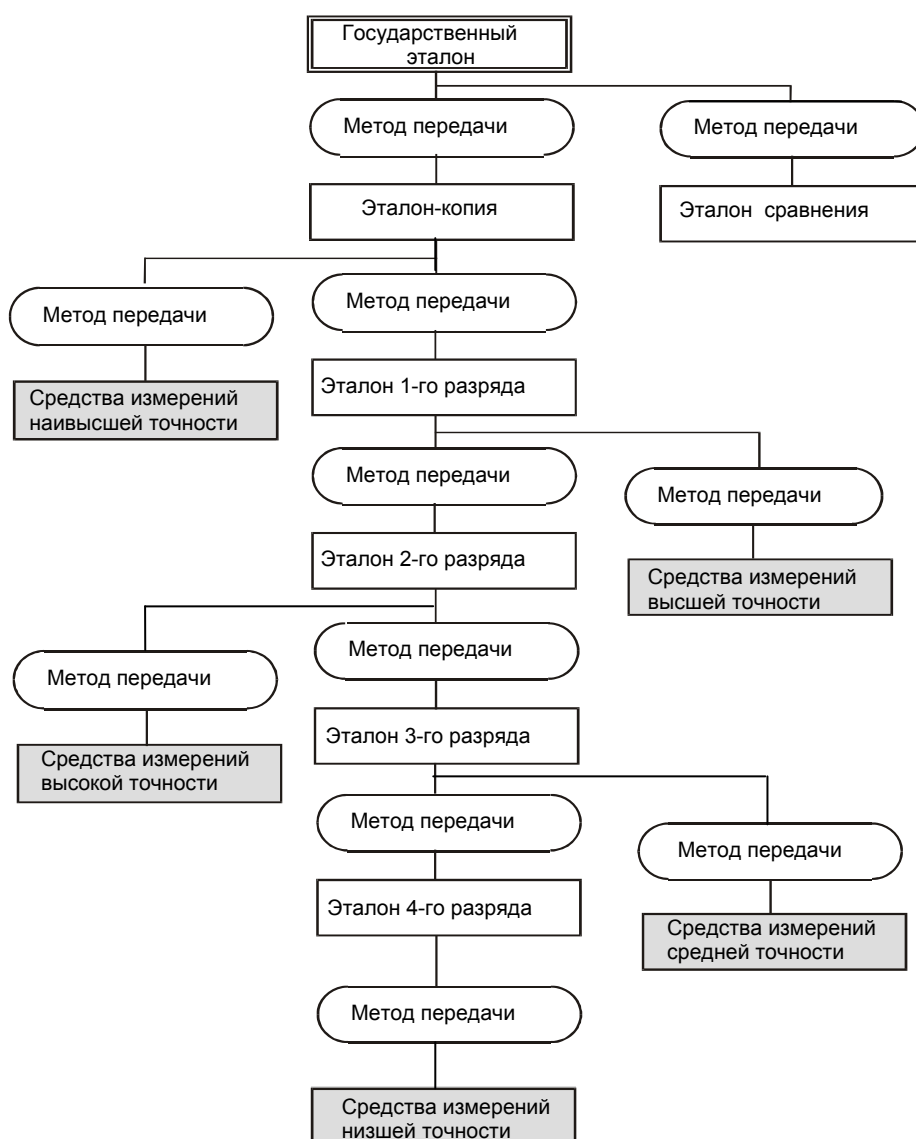 Государственный
эталон
Метод передачи
Метод передачи
Эталон-копия
Эталон сравнения
Метод передачи
Метод передачи
Эталон 1-го разряда
Средства измерений
наивысшей точности
Метод передачи
Метод передачи
Эталон 2-го разряда
Средства измерений
высшей точности
Метод передачи
Метод передачи
Эталон 3-го разряда
Средства измерений
высокой точности
Метод передачи
Метод передачи
Эталон 4-го разряда
Средства измерений
средней точности
Метод передачи
Средства измерений
низшей точности